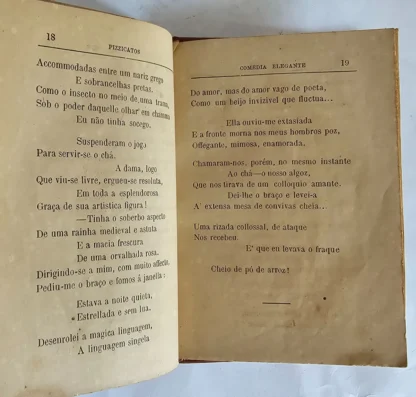 18
PIZZICATOS
Accommodadas entre um nariz grego
E sobrancelhas pretas.
Como o insecto no meio de uma trama,
Sob o poder daquelle olhar em chamma
Eu não tinha socego.
Suspenderam o jogo
Para servir-se o chá.
A dama, logo
Que viu-se livre, ergueu-se resoluta,
Em toda a esplendorosa
Graça de sua artistica figura!
—Tinha o soberbo aspecto
De uma rainha medieval e astuta
E a macia frescura
De uma orvalhada rosa.
Dirigindo-se a mim, com muito affecto,
Pediu-me o braço e fomos á janella:
Estava a noite quieta,
Estrellada e sem lua.
Desenrolei a magica linguagem,
A linguagem singela
COMEDIA ELEGANTE
19
Do amor, mas do amor vago de poeta,
Como um beijo invizivel que fluctua...
Ella ouviu-me extasiada
E a fronte morna nos meus hombros poz,
Offegante, mimosa, enamorada.
Chamaram-nos, porém, no mesmo instante
Ao chá—o nosso algoz,
Que nos tirava de um colloquio amante.
Dei-lhe o braço e levei-a
A' extensa mesa de convivas cheia...
Uma rizada collossal, de ataque
Nos recebeu.
E' que eu levava o fraque
Cheio de pó de arroz!